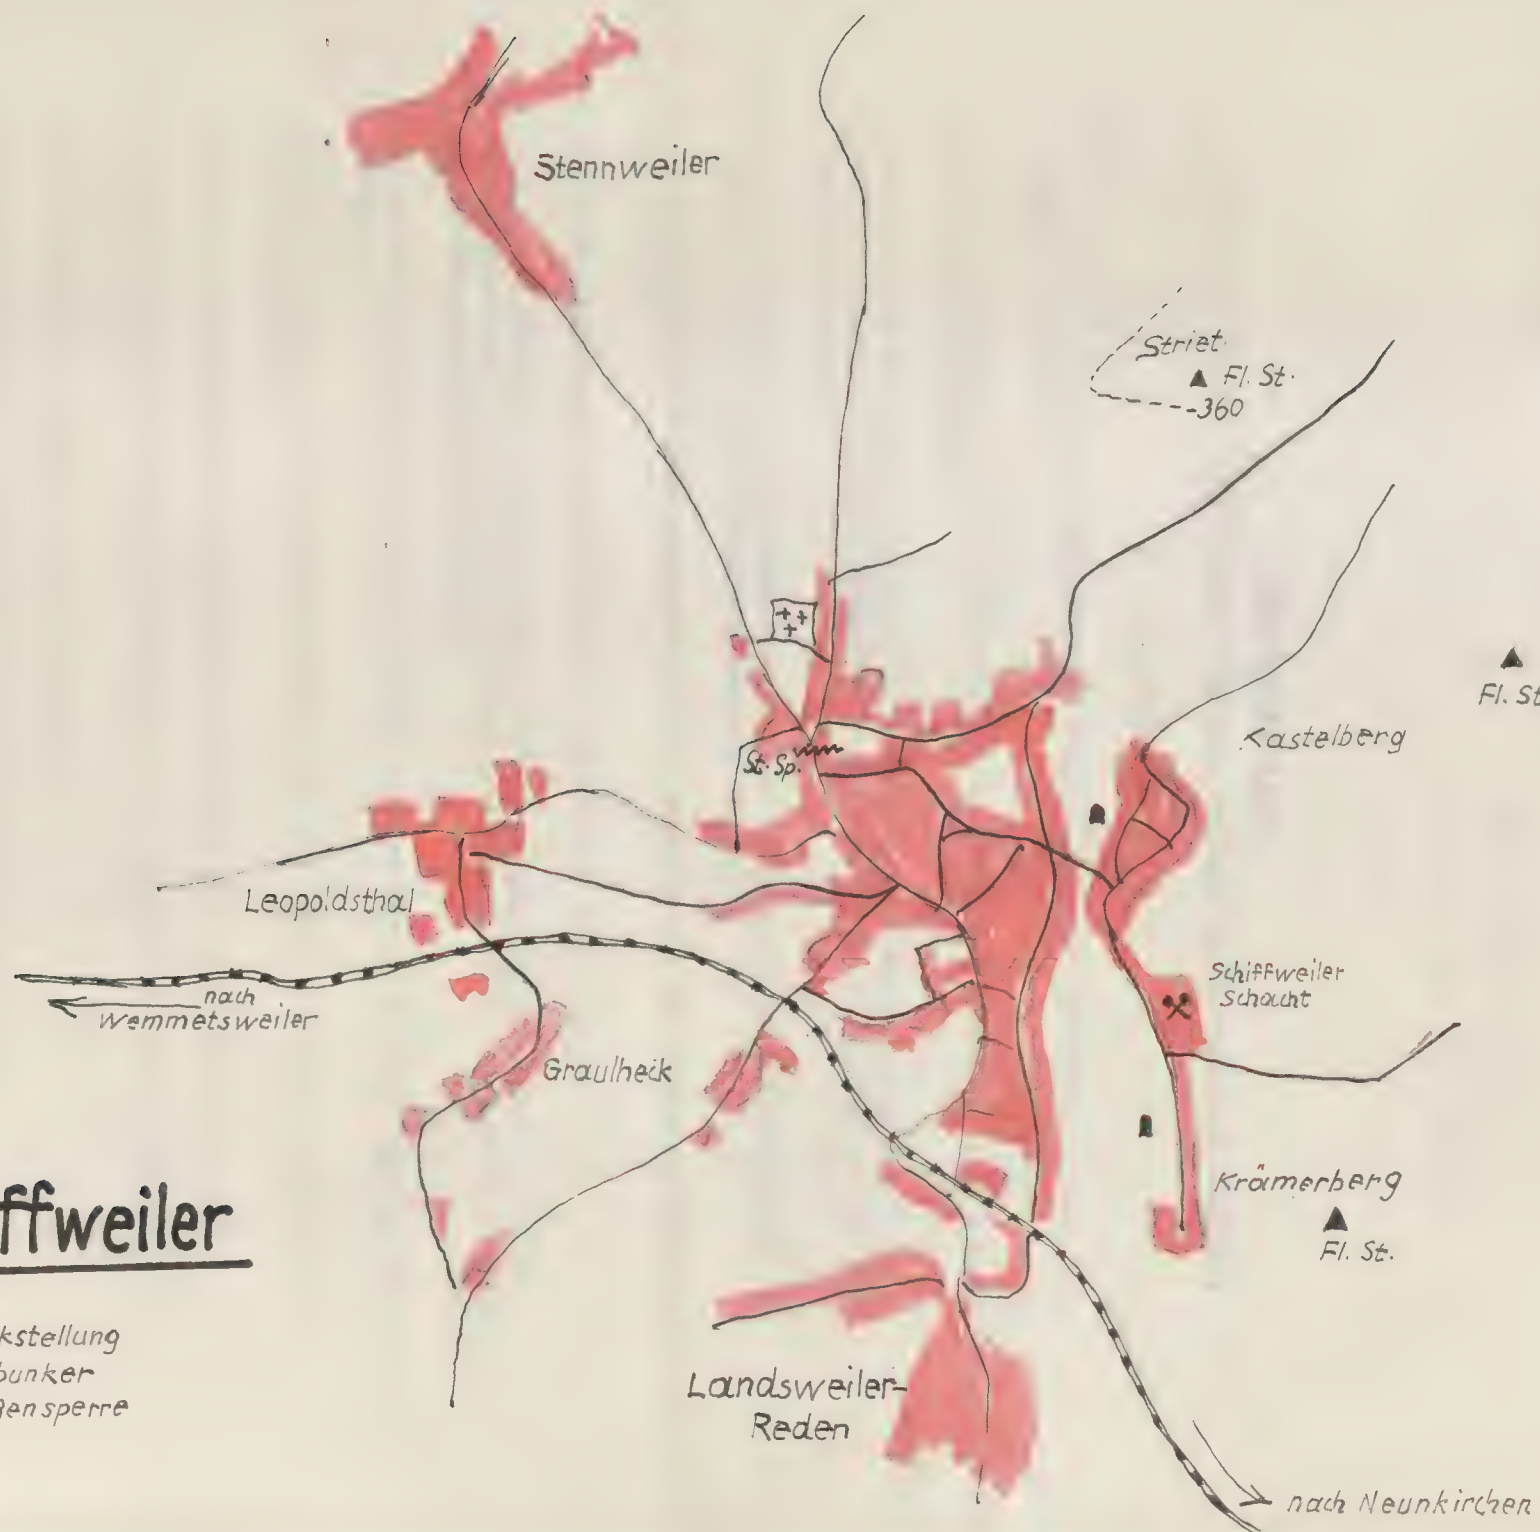 Stennweiler
Striet
Fl. St.
360
Fl. St
Kastelberg
St. Sp.
Leopoldsthal
Schiffweiler
Schacht
nach
Wemmetsweiler
Graulheck
Krämerberg
Fl. St.
ffweiler
kstellung
bunker
ßensperre
Landsweiler-
Reden
nach Neunkirchen